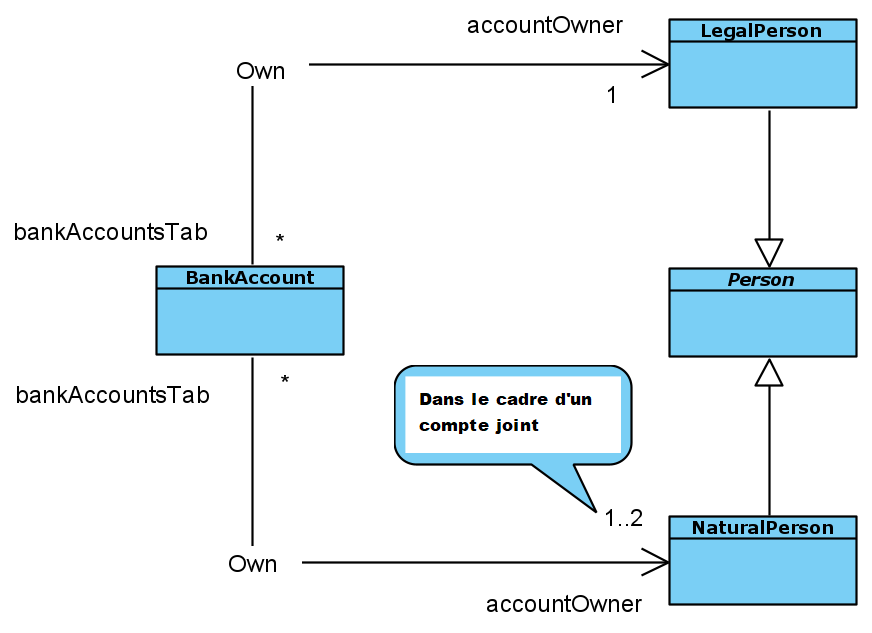 accountOwner
LegalPerson
Own
1
bankAccountsTab
*
BankAccount
Person
bankAccountsTab
*
Dans le cadre d'un
compte joint
1..2
NaturalPerson
Own
accountOwner